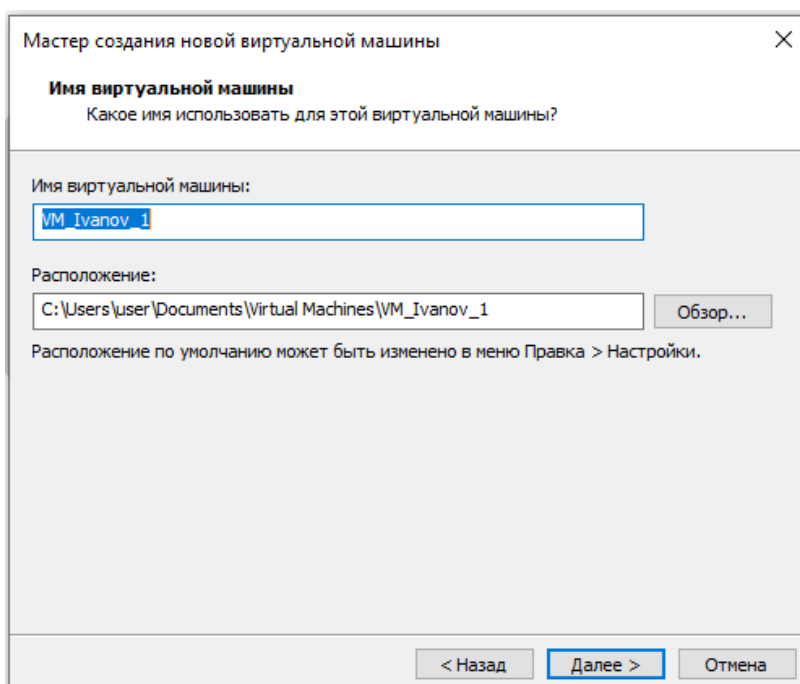 Мастер создания новой виртуальной машины
Имя виртуальной машины
Какое имя использовать для этой виртуальной машины?
Имя виртуальной машины:
VM_Ivanov_1
Расположение:
C:\Users\user\Documents\Virtual Machines\VM_Ivanov_1
Обзор...
Расположение по умолчанию может быть изменено в меню Правка > Настройки.
< Назад
Далее >
Отмена